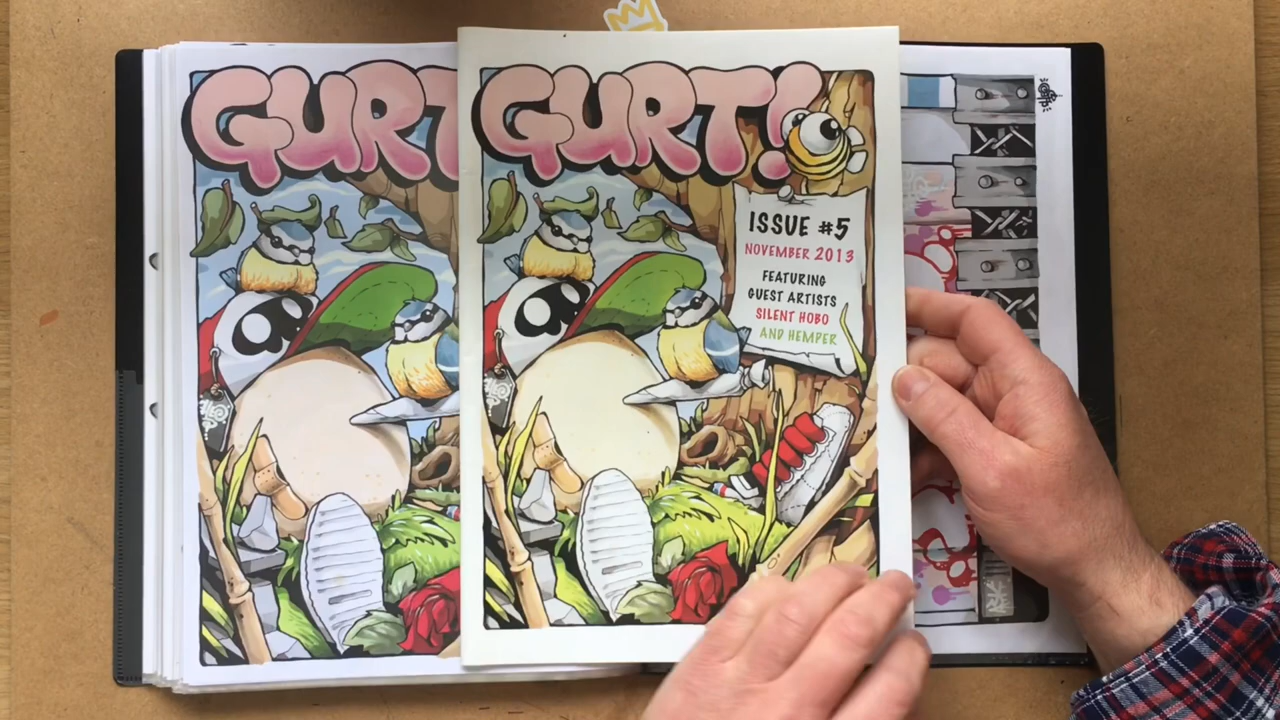 GURT
GURT!
ISSUE #5
NOVEMBER 2013
FEATURING
GUEST ARTISTS
SILENT HOBO
AND HEMPER